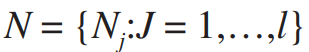 N = {N_j:J = 1,…,l}